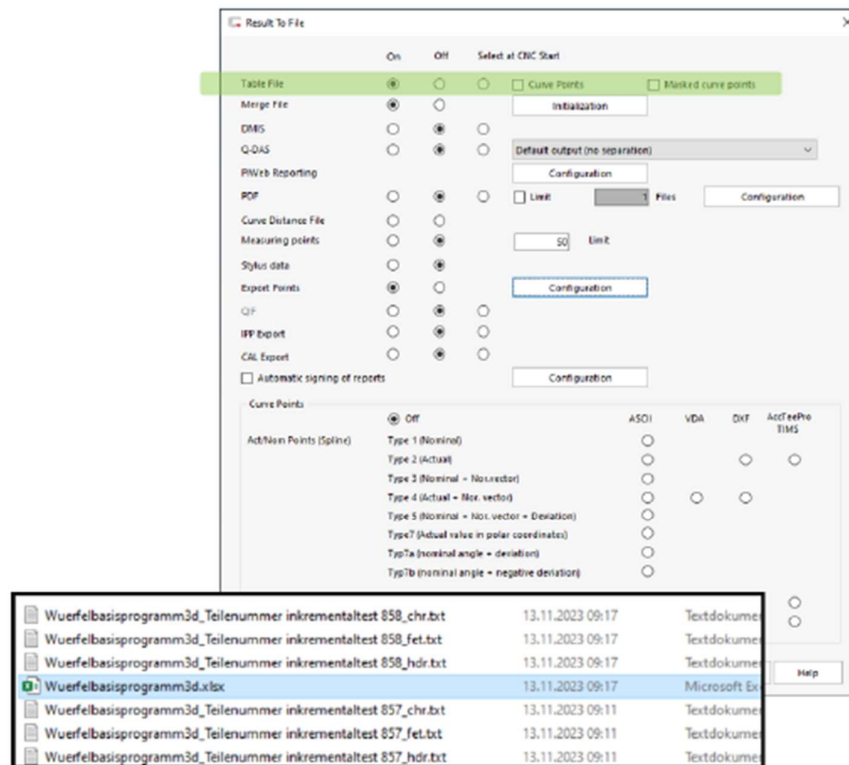 Result To File
On Off Select at CNC Start
Table File Curve Points Masked curve points
Merge File Initialization
DMIS
Q-DAS Default output (no separation)
PiWeb Reporting Configuration
PDF Limit 1 Files Configuration
Curve Distance File
Measuring points 50 Limit
Stylus data
Export Points Configuration
QIF
IPP Export
CAL Export
Automatic signing of reports Configuration
Curve Points
Off ASCII VDA DXF AccTeePro
TIMS
Act/Nom Points (Spline) Type 1 (Nominal)
Type 2 (Actual)
Type 3 (Nominal + Nor.vector)
Type 4 (Actual + Nor. vector)
Type 5 (Nominal + Nor. vector + Deviation)
Type7 (Actual value in polar coordinates)
Typ7a (nominal angle + deviation)
Typ7b (nominal angle + negative deviation)
Help
Wuerfelbasisprogramm3d_Teilenummer inkrementaltest 858_chr.txt 13.11.2023 09:17 Textdokume
Wuerfelbasisprogramm3d_Teilenummer inkrementaltest 858_fet.txt 13.11.2023 09:17 Textdokume
Wuerfelbasisprogramm3d_Teilenummer inkrementaltest 858_hdr.txt 13.11.2023 09:17 Textdokume
Wuerfelbasisprogramm3d.xlsx 13.11.2023 09:17 Microsoft Ex
Wuerfelbasisprogramm3d_Teilenummer inkrementaltest 857_chr.txt 13.11.2023 09:11 Textdokume
Wuerfelbasisprogramm3d_Teilenummer inkrementaltest 857_fet.txt 13.11.2023 09:11 Textdokume
Wuerfelbasisprogramm3d_Teilenummer inkrementaltest 857_hdr.txt 13.11.2023 09:11 Textdokume